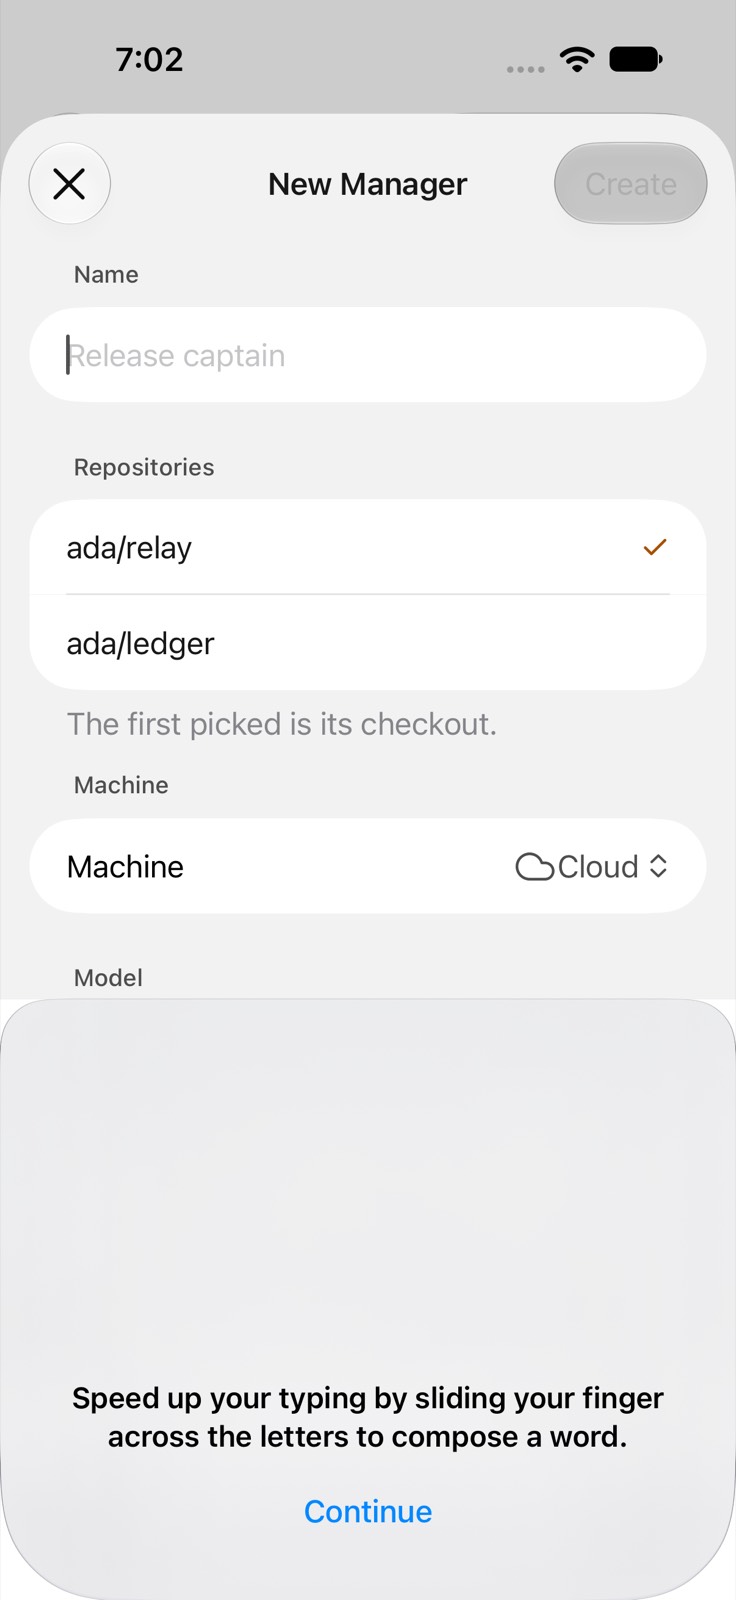 7:02
New Manager
Create
Name
Release captain
Repositories
ada/relay
ada/ledger
The first picked is its checkout.
Machine
Machine
Cloud
Model
Speed up your typing by sliding your finger
across the letters to compose a word.
Continue